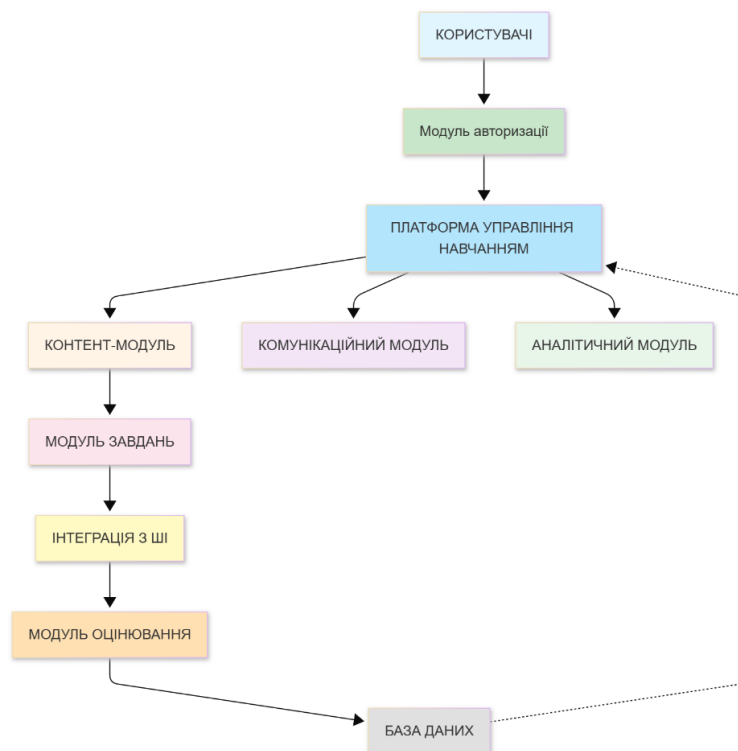 КОРИСТУВАЧІ
Модуль авторизації
ПЛАТФОРМА УПРАВЛІННЯ
НАВЧАННЯМ
КОНТЕНТ-МОДУЛЬ
КОМУНІКАЦІЙНИЙ МОДУЛЬ
АНАЛІТИЧНИЙ МОДУЛЬ
МОДУЛЬ ЗАВДАНЬ
ІНТЕГРАЦІЯ З ШІ
МОДУЛЬ ОЦІНЮВАННЯ
БАЗА ДАНИХ